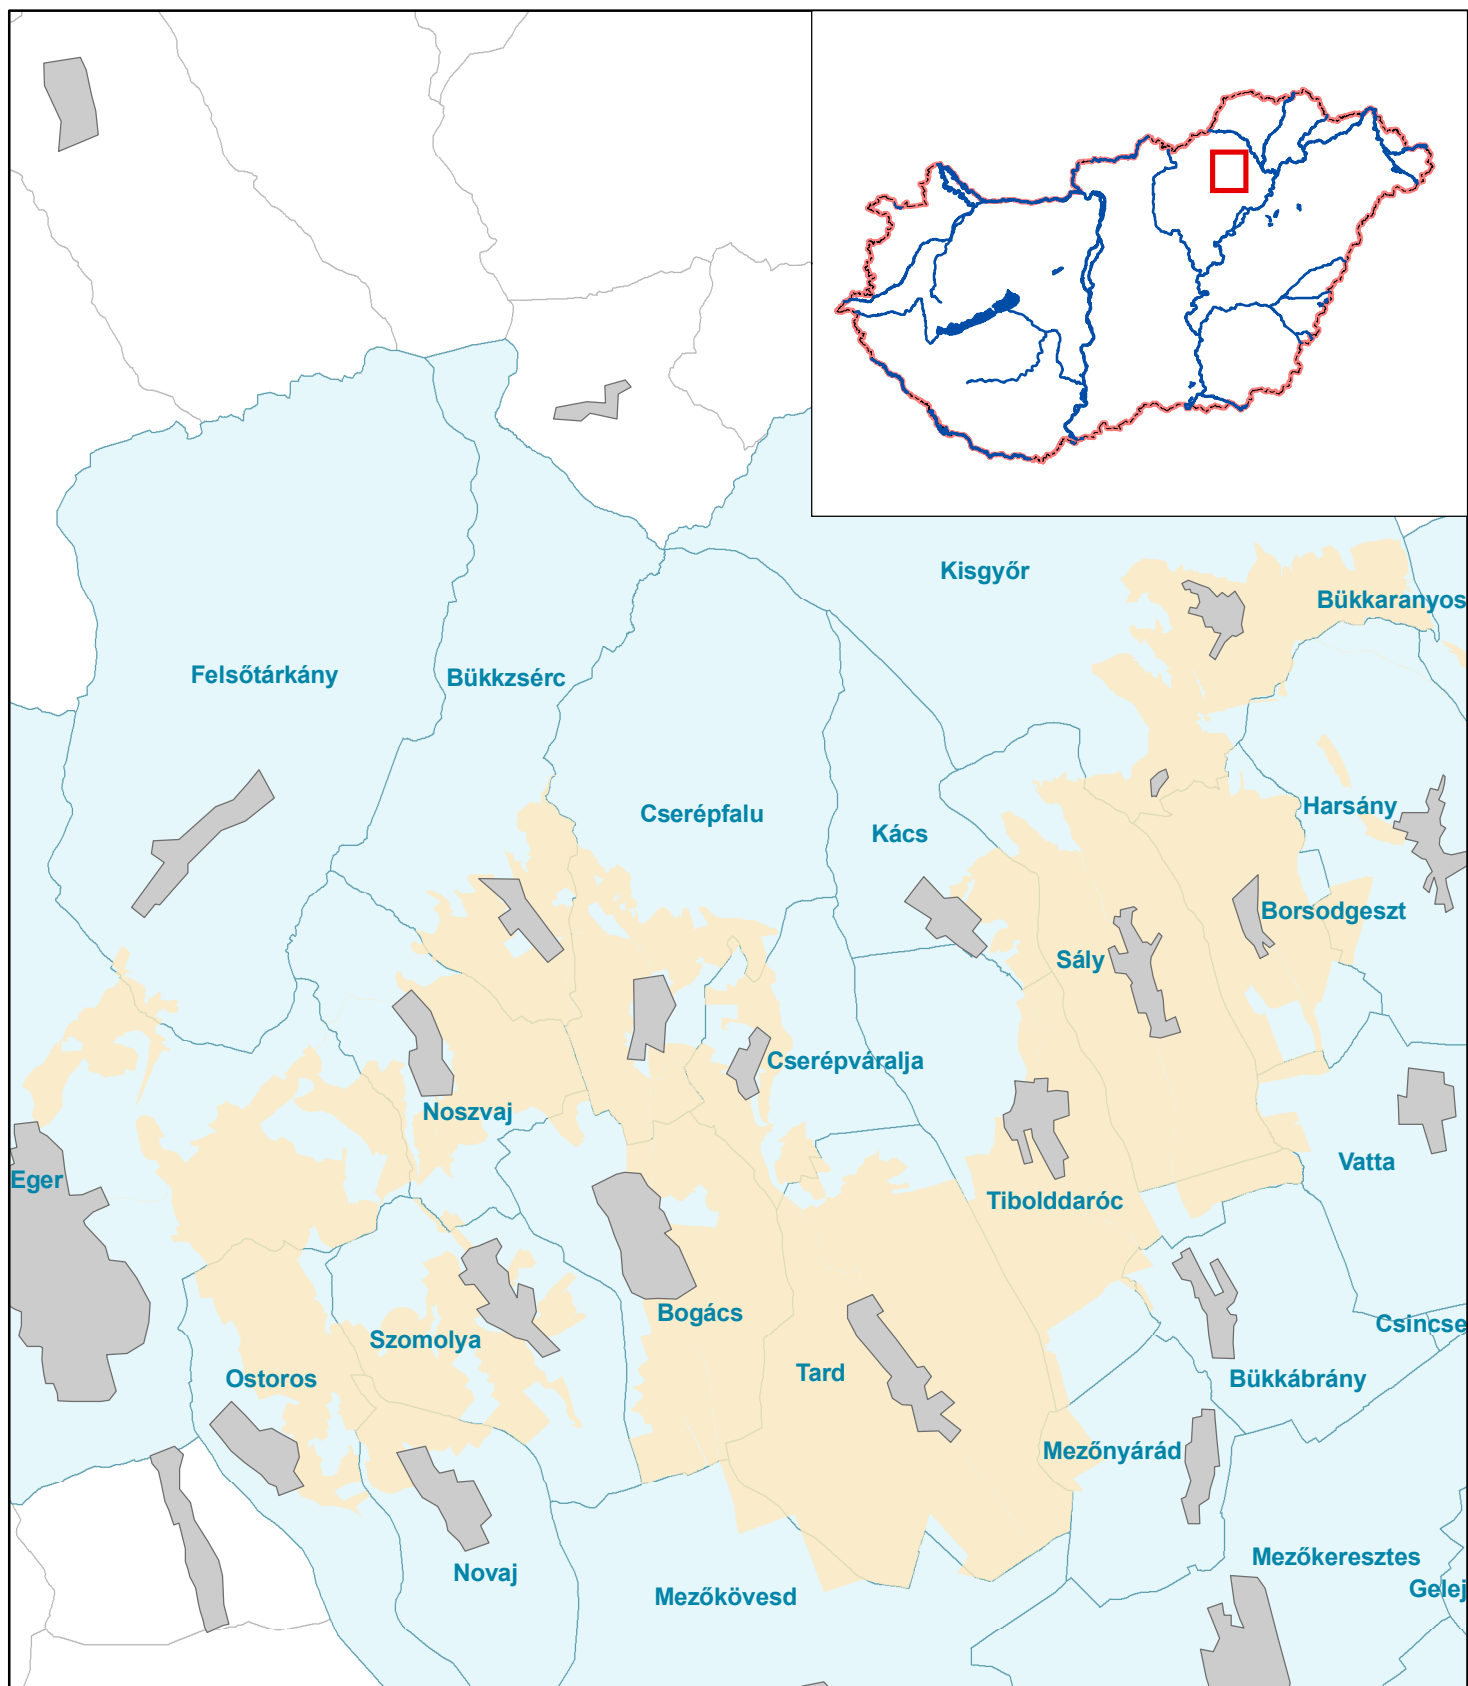 Kisgyőr
Bükkaranyos
Felsőtárkány
Bükkzsérc
Cserépfalu
Harsány
Kács
Borsodgeszt
Sály
Cserépváralja
Noszvaj
Vatta
Eger
Tibolddaróc
Bogács
Csincse
Szomolya
Tard
Ostoros
Bükkábrány
Mezőnyárád
Mezőkeresztes
Novaj
Gelej
Mezőkövesd